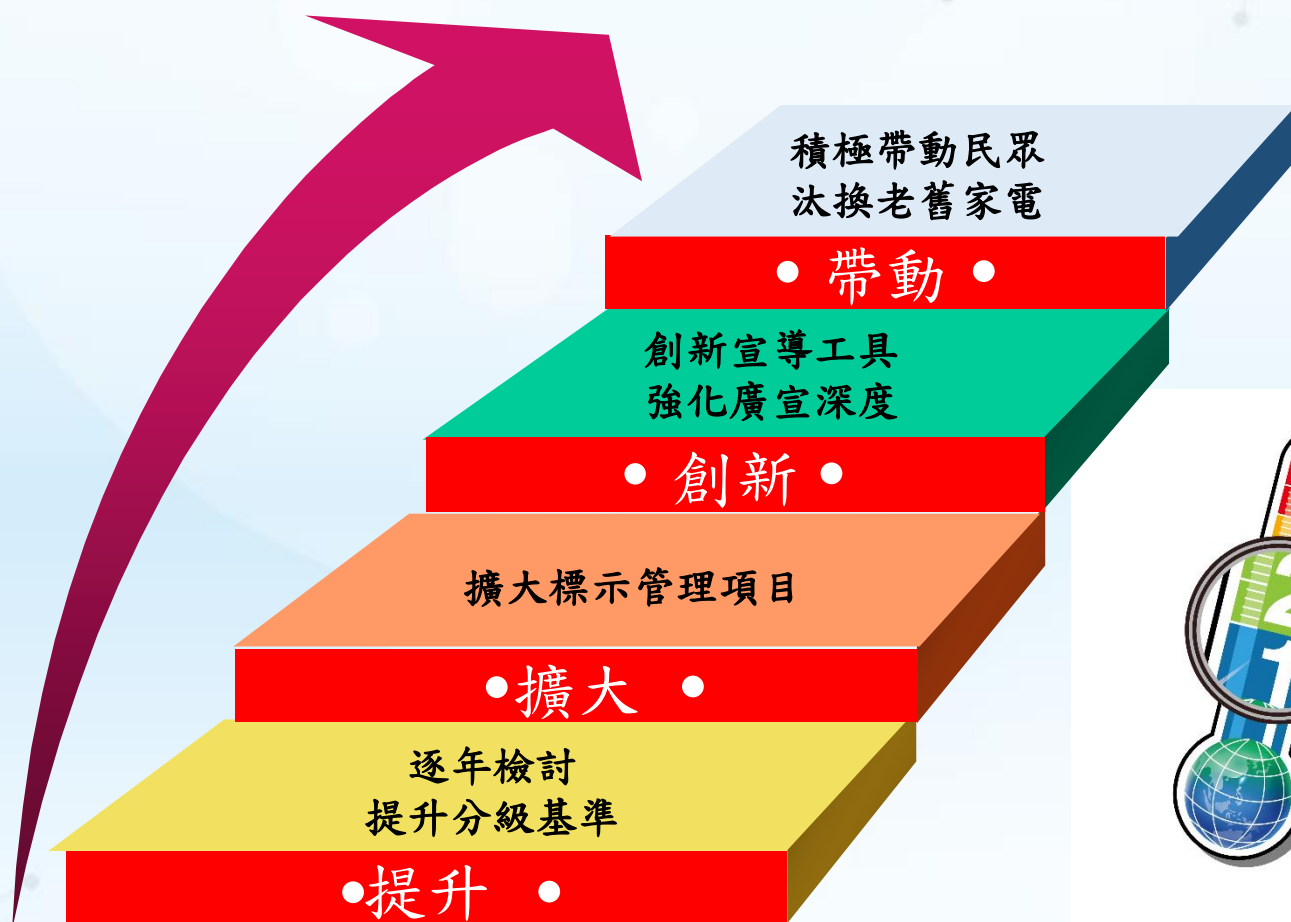 積極帶動民眾
汰換老舊家電
• 帶動 •
創新宣導工具
強化廣宣深度
• 創新 •
擴大標示管理項目
•擴大 •
逐年檢討
提升分級基準
•提升 •
2
1